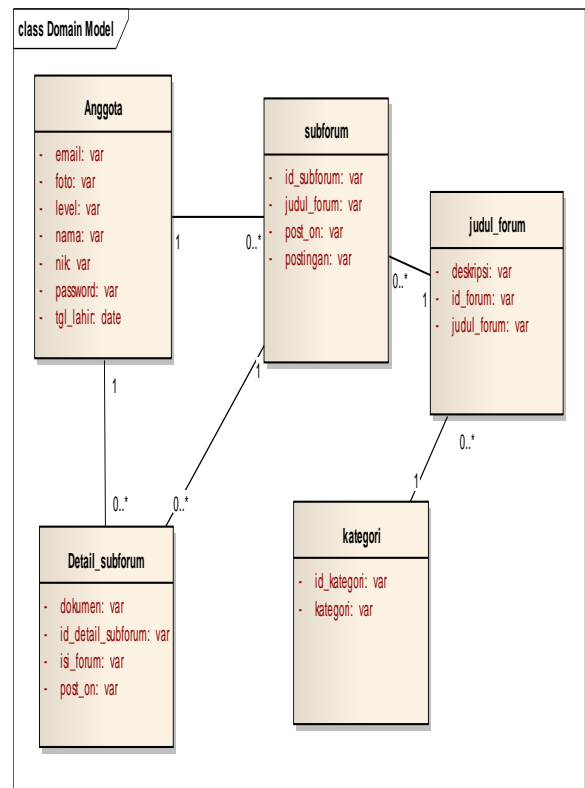 class Domain Model
Anggota
- email: var
- foto: var
- level: var
- nama: var
- nik: var
- password: var
- tgl_lahir: date
subforum
- id_subforum: var
- judul_forum: var
- post_on: var
- postingan: var
judul_forum
- deskripsi: var
- id_forum: var
- judul_forum: var
1
0..*
0..*
1
1
1
0..*
0..*
0..*
1
Detail_subforum
- dokumen: var
- id_detail_subforum: var
- isi_forum: var
- post_on: var
kategori
- id_kategori: var
- kategori: var